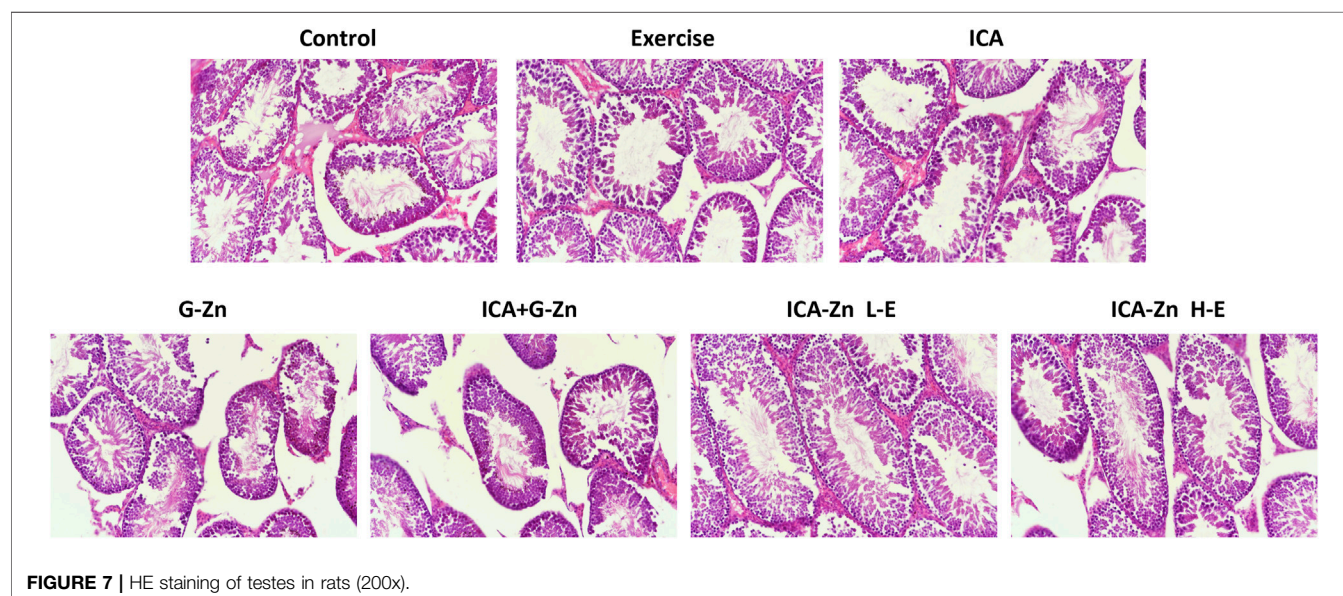 Control Exercise ICA
G-Zn ICA+G-Zn ICA-Zn L-E ICA-Zn H-E
FIGURE 7 | HE staining of testes in rats (200x).